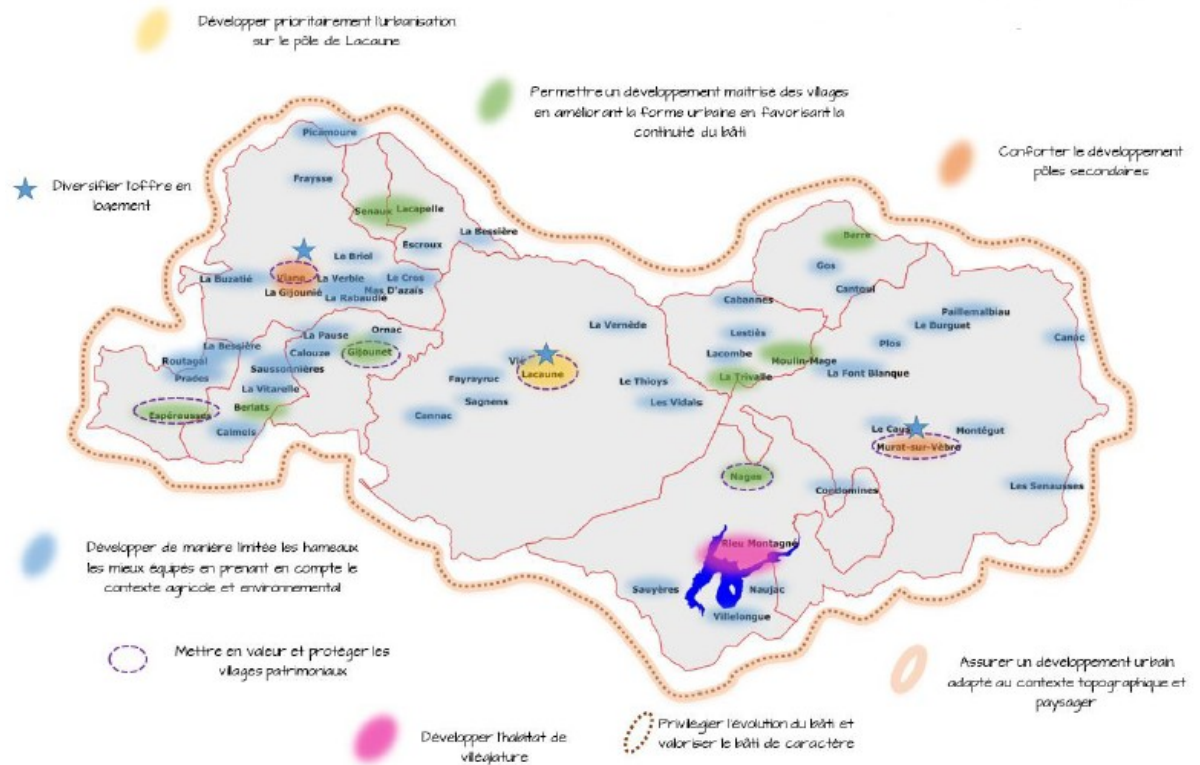 Développer prioritairement l'urbanisation
sur le pôle de Lacaune
Permettre un développement maitrisé des villages
en améliorant la forme urbaine en favorisant la
continuité du bâti
Conforter le développement
pôles secondaires
Diversifier l'offre en
logement
Picamoure
Fraysse
Senaux Lacapelle
La Bessière
Escroux
La Briol
La Buzatié Viane La Verbie La Cros
La Gijounié Mas D'azaïs
La Rabaudie
Barre
Gos
Cantoul
Cabannes
Paillemalbiau
Le Burguet
La Pause Ornac
La Bessière Calouze Gijounet
Routagal
Saussonnières
Prades
La Vitarelle
Berlats
Espérausses
Calmels
La Vernède
Lacaune
Fayrayruc
Le Thioys
Sagnens
Les Vidals
Cannac
Lestiès
Plos
Canac
Lacombe Moulin-Mage
La Trivalle La Font Blanque
Le Cays Montégut
Murat-sur-Vèbre
Nages
Condomines Les Senausses
Rieu Montagné
Sauyères Naujac
Villelongue
Développer de manière limitée les hameaux
les mieux équipés en prenant en compte le
contexte agricole et environnemental
Mettre en valeur et protéger les
villages patrimoniaux
Développer l'habitat de
villégiature
Privilégier l'évolution du bâti et
valoriser le bâti de caractère
Assurer un développement urbain
adapté au contexte topographique et
paysager